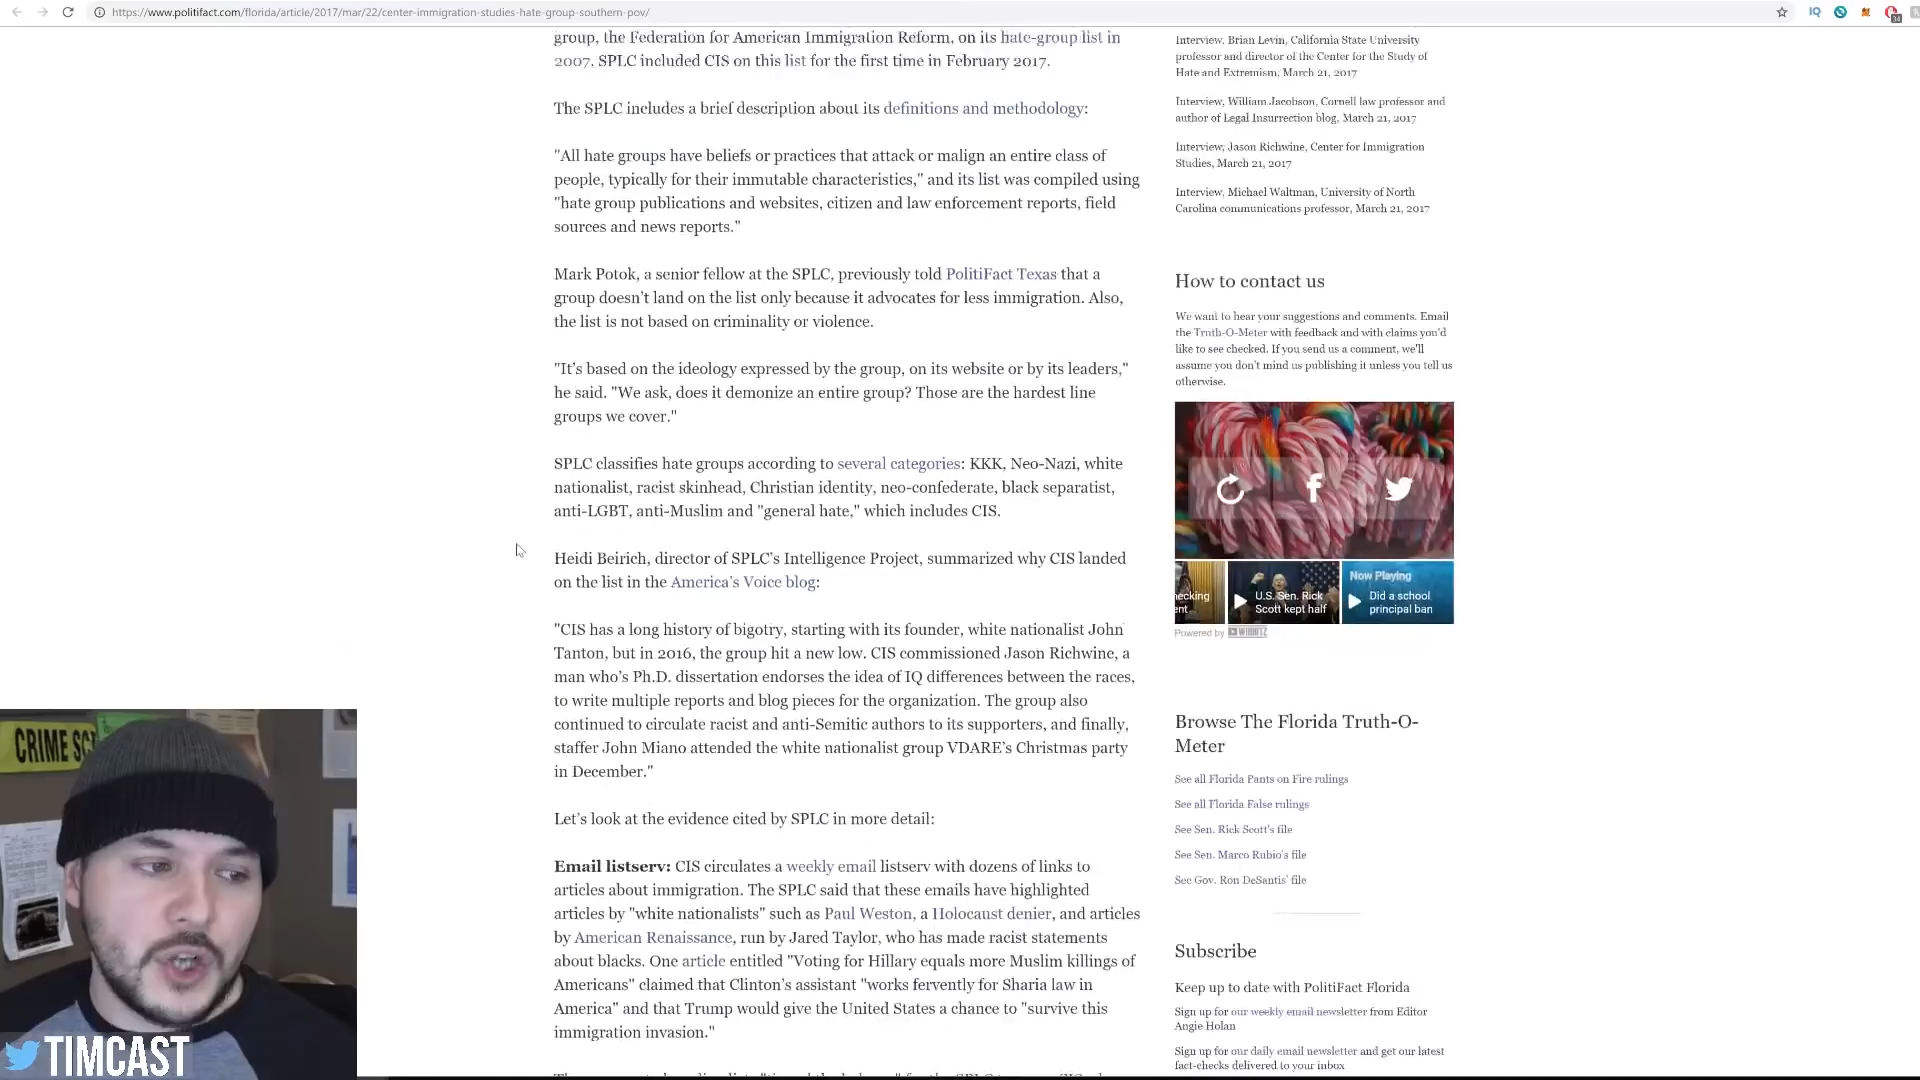 https://www.politifact.com/florida/article/2017/mar/22/center-immigration-studies-hate-group-southern-pov/
IQ
34
group, the Federation for American Immigration Reform, on its hate-group list in
2007. SPLC included CIS on this list for the first time in February 2017.
The SPLC includes a brief description about its definitions and methodology:
"All hate groups have beliefs or practices that attack or malign an entire class of
people, typically for their immutable characteristics," and its list was compiled using
"hate group publications and websites, citizen and law enforcement reports, field
sources and news reports."
Mark Potok, a senior fellow at the SPLC, previously told PolitiFact Texas that a
group doesn't land on the list only because it advocates for less immigration. Also,
the list is not based on criminality or violence.
"It's based on the ideology expressed by the group, on its website or by its leaders,"
he said. "We ask, does it demonize an entire group? Those are the hardest line
groups we cover."
SPLC classifies hate groups according to several categories: KKK, Neo-Nazi, white
nationalist, racist skinhead, Christian identity, neo-confederate, black separatist,
anti-LGBT, anti-Muslim and "general hate," which includes CIS.
Heidi Beirich, director of SPLC's Intelligence Project, summarized why CIS landed
on the list in the America's Voice blog:
"CIS has a long history of bigotry, starting with its founder, white nationalist John
Tanton, but in 2016, the group hit a new low. CIS commissioned Jason Richwine, a
man who's Ph.D. dissertation endorses the idea of IQ differences between the races,
to write multiple reports and blog pieces for the organization. The group also
continued to circulate racist and anti-Semitic authors to its supporters, and finally,
staffer John Miano attended the white nationalist group VDARE's Christmas party
in December."
Let's look at the evidence cited by SPLC in more detail:
Email listserv: CIS circulates a weekly email listserv with dozens of links to
articles about immigration. The SPLC said that these emails have highlighted
articles by "white nationalists" such as Paul Weston, a Holocaust denier, and articles
by American Renaissance, run by Jared Taylor, who has made racist statements
about blacks. One article entitled "Voting for Hillary equals more Muslim killings of
Americans" claimed that Clinton's assistant "works fervently for Sharia law in
America" and that Trump would give the United States a chance to "survive this
immigration invasion."
Interview, Brian Levin, California State University
professor and director of the Center for the Study of
Hate and Extremism, March 21, 2017
Interview, William Jacobson, Cornell law professor and
author of Legal Insurrection blog, March 21, 2017
Interview, Jason Richwine, Center for Immigration
Studies, March 21, 2017
Interview, Michael Waltman, University of North
Carolina communications professor, March 21, 2017
How to contact us
We want to hear your suggestions and comments. Email
the Truth-O-Meter with feedback and with claims you'd
like to see checked. If you send us a comment, we'll
assume you don't mind us publishing it unless you tell us
otherwise.
U.S. Sen. Rick
Scott kept half
Now Playing
Did a school
principal ban
Powered by WIBBITZ
Browse The Florida Truth-O-
Meter
See all Florida Pants on Fire rulings
See all Florida False rulings
See Sen. Rick Scott's file
See Sen. Marco Rubio's file
See Gov. Ron DeSantis' file
Subscribe
Keep up to date with PolitiFact Florida
Sign up for our weekly email newsletter from Editor
Angie Holan
Sign up for our daily email newsletter and get our latest
fact-checks delivered to your inbox
CRIME SC
TIMCAST